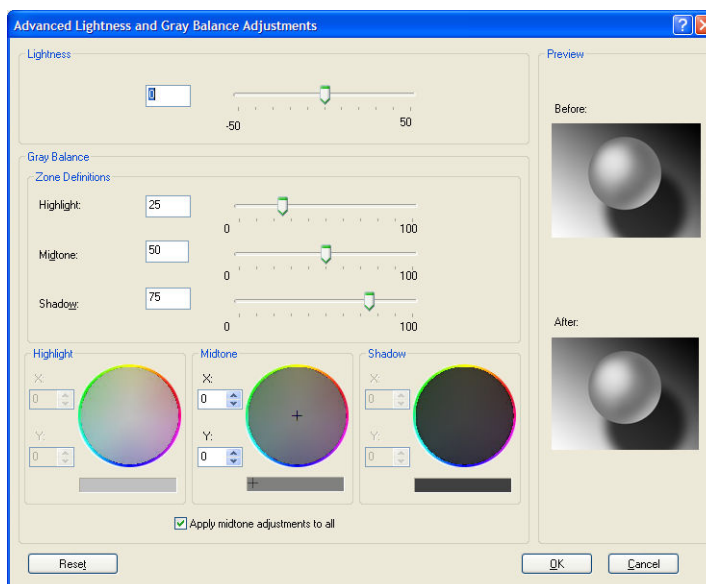 Advanced Lightness and Gray Balance Adjustments
Lightness
0
-50 50
Gray Balance
Zone Definitions
Highlight: 25
0 100
Midtone: 50
0 100
Shadow: 75
0 100
Highlight
X:
0
Y:
0
Midtone
X:
0
Y:
0
Shadow
X:
0
Y:
0
Apply midtone adjustments to all
Preview
Before:
After:
Reset OK Cancel